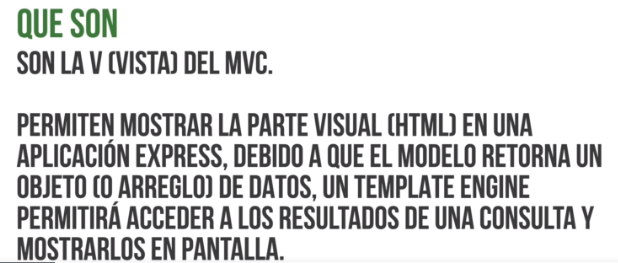 QUE SON
SON LA V (VISTA) DEL MVC.
PERMITEN MOSTRAR LA PARTE VISUAL (HTML) EN UNA
APLICACIÓN EXPRESS, DEBIDO A QUE EL MODELO RETORNA UN
OBJETO (O ARREGLO) DE DATOS, UN TEMPLATE ENGINE
PERMITIRÁ ACCEDER A LOS RESULTADOS DE UNA CONSULTA Y
MOSTRARLOS EN PANTALLA.